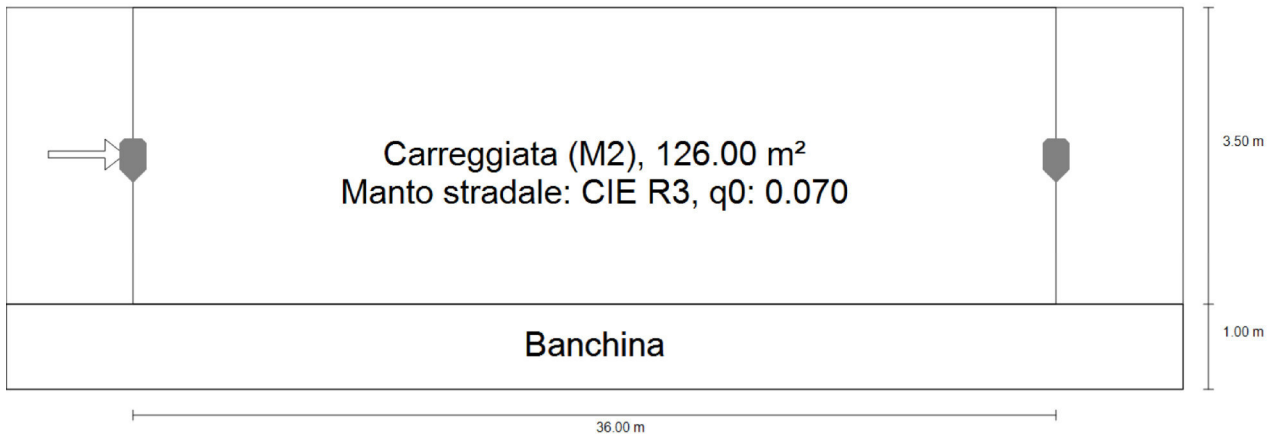 Carreggiata (M2), 126.00 m²
Manto stradale: CIE R3, q0: 0.070
3.50 m
Banchina
1.00 m
36.00 m